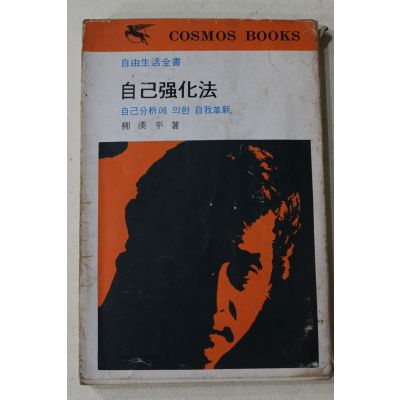 COSMOS BOOKS
自由生活全書
自己强化法
自己分析에 의한 自我革新
柳漢平 著